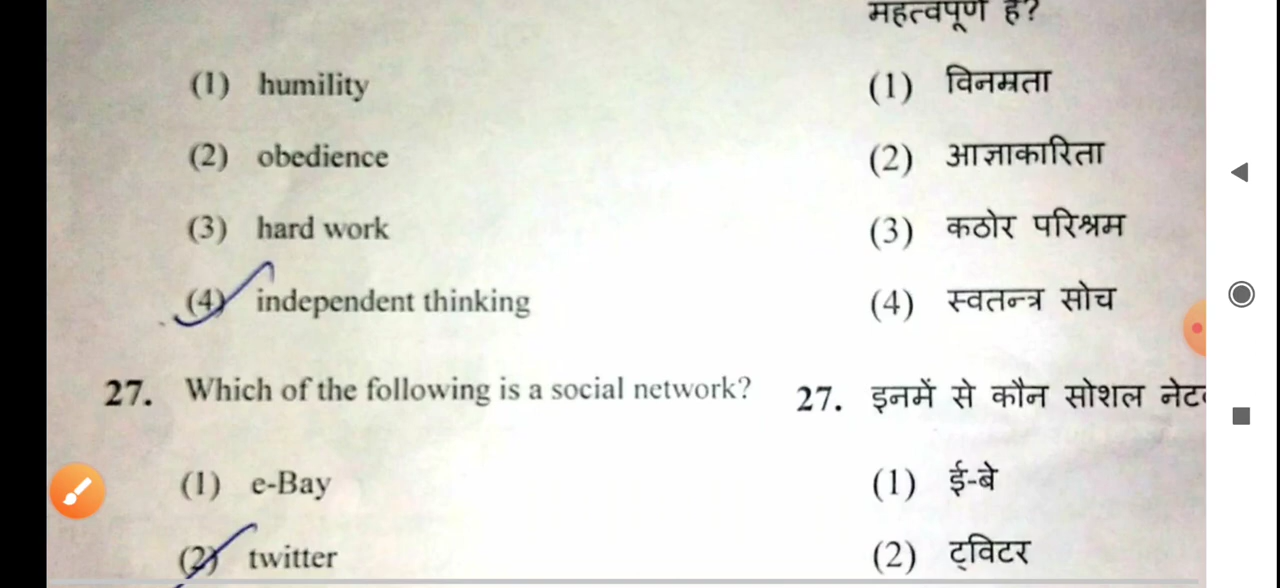 महत्वपूर्ण है?
(1) humility
(2) obedience
(3) hard work
(4) independent thinking
(1) विनम्रता
(2) आज्ञाकारिता
(3) कठोर परिश्रम
(4) स्वतन्त्र सोच
27. Which of the following is a social network?
(1) e-Bay
(2) twitter
27. इनमें से कौन सोशल
(1) ई-बे
(2) ट्विटर